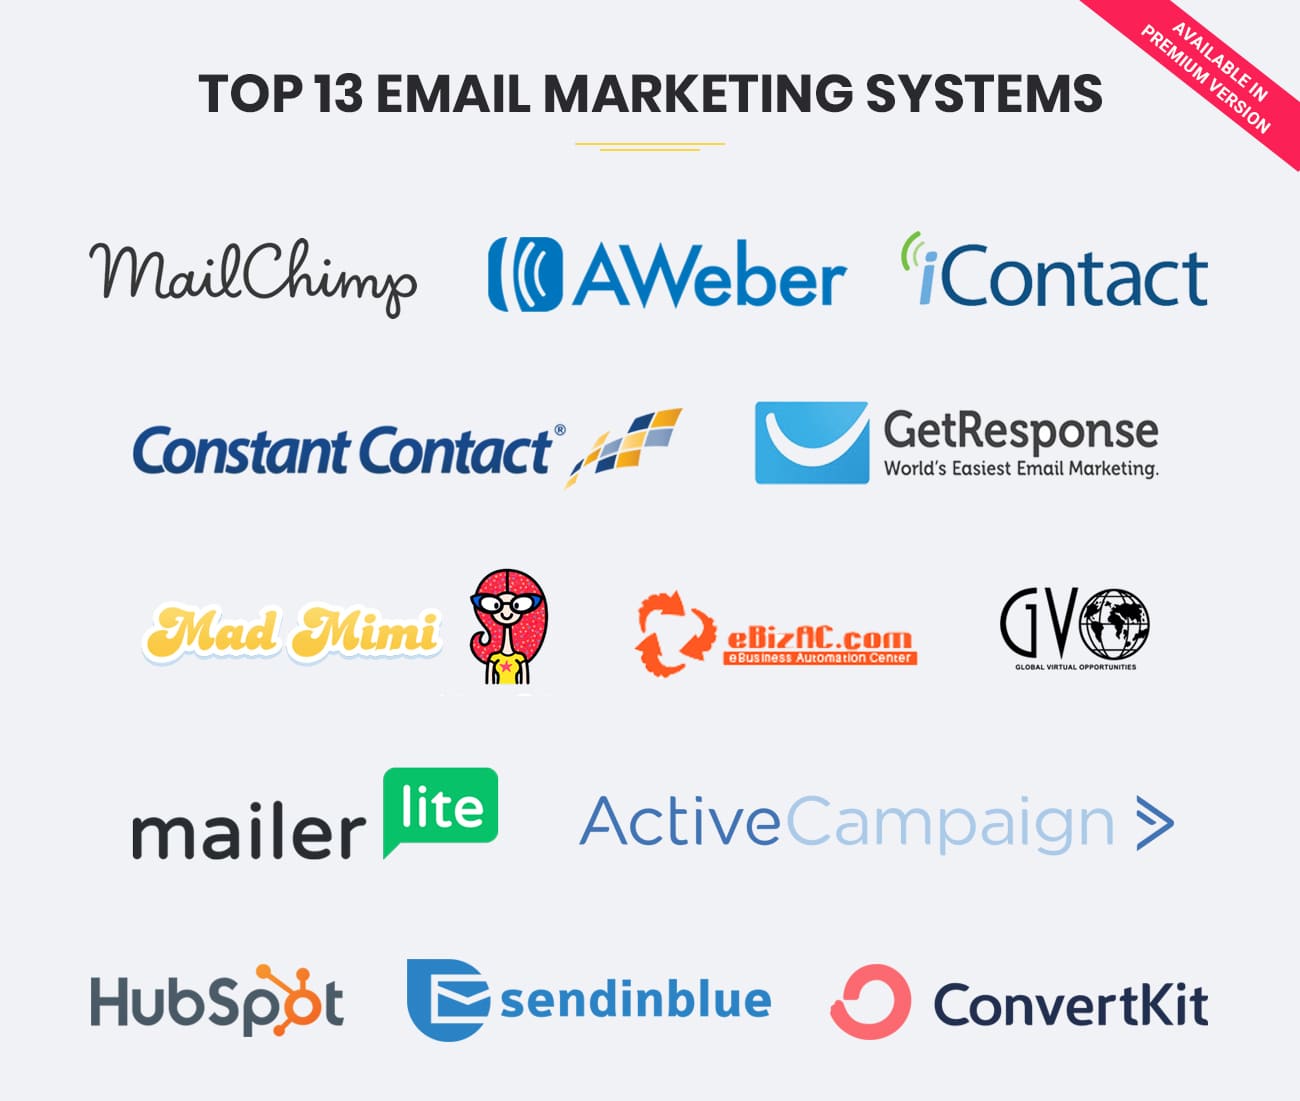 AVAILABLE IN
PREMIUM VERSION
TOP 13 EMAIL MARKETING SYSTEMS
MailChimp
AWeber
iContact
Constant Contact®
GetResponse
World's Easiest Email Marketing.
Mad Mimi
eBizAC.com
eBusiness Automation Center
GVO
GLOBAL VIRTUAL OPPORTUNITIES
mailer lite
ActiveCampaign
HubSpot
sendinblue
ConvertKit